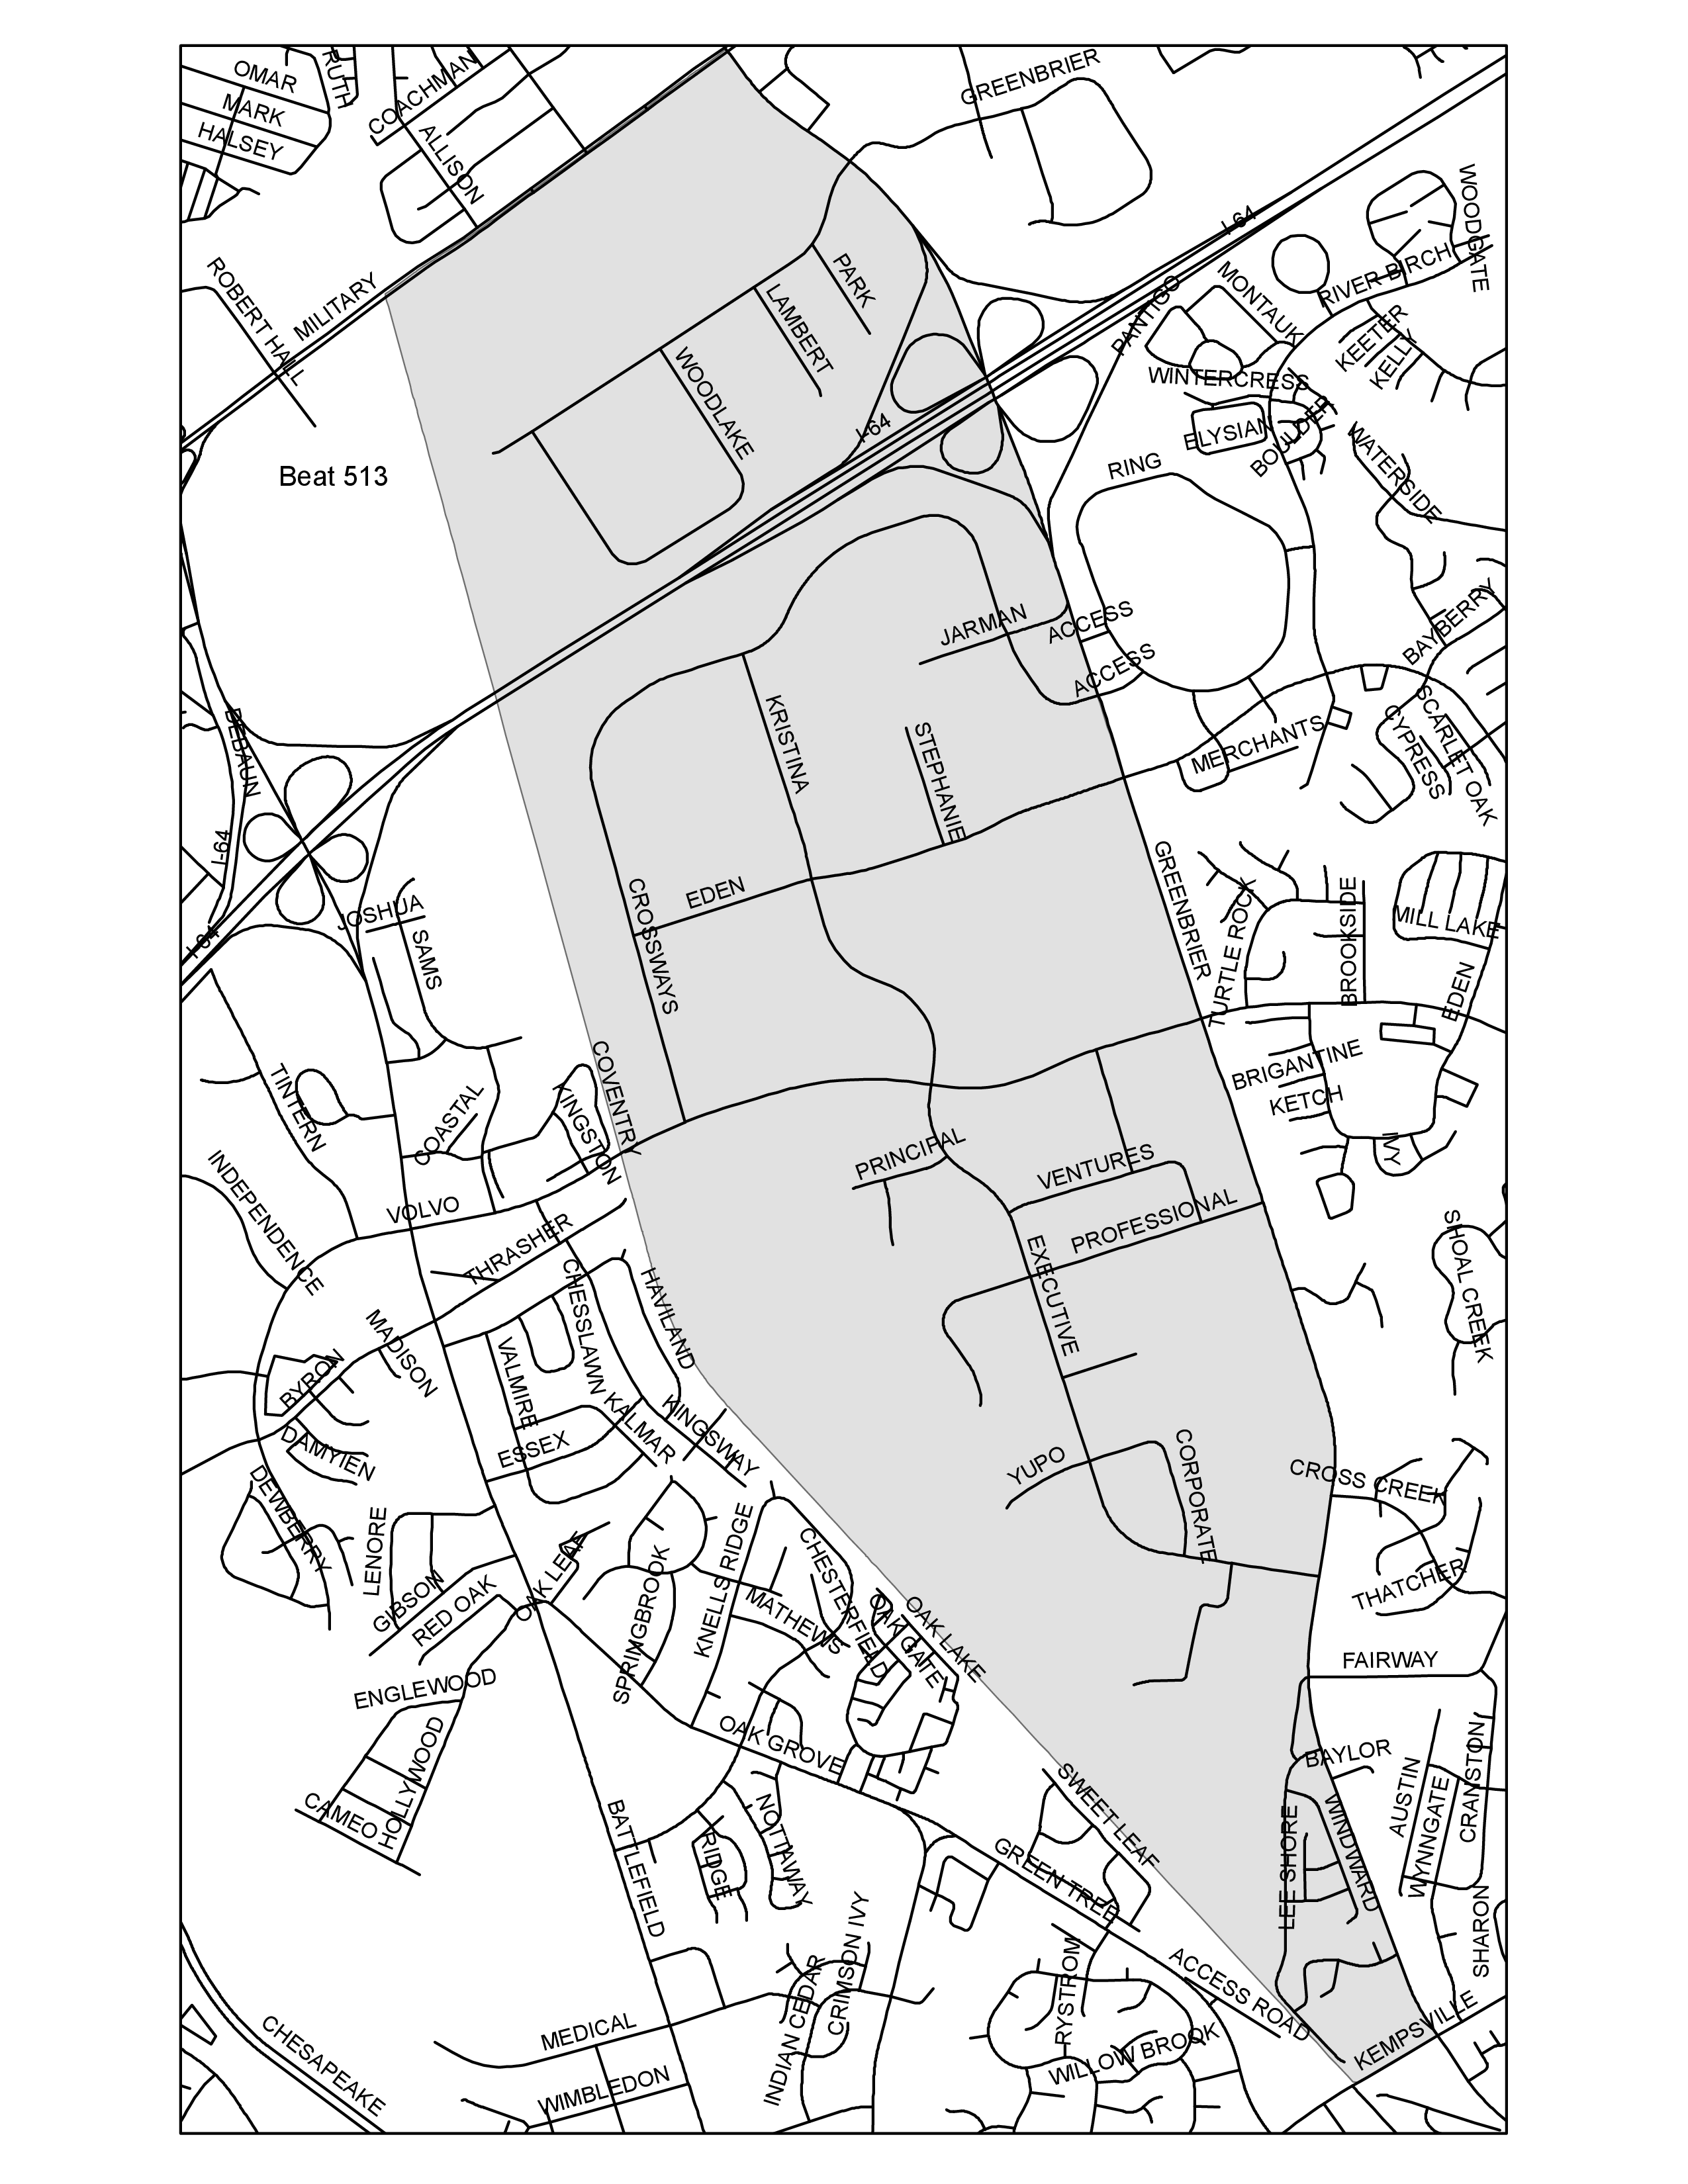 OMAR
MARK
HALSEY
RUTH
COACHMAN
ALLISON
GREENBRIER
WOODGATE
I-64
RIVER BIRCH
MONTAUK
PANTIGO
KEETER
KELLY
WINTERCRESS
ELYSIAN
BOULDER
WATERSIDE
ROBERT HALL
MILITARY
PARK
LAMBERT
WOODLAKE
I-64
RING
Beat 513
BAYBERRY
JARMAN
ACCESS
ACCESS
SCARLET OAK
CYPRESS
MERCHANTS
DEBAUN
KRISTINA
STEPHANIE
I-64
I-64
JOSHUA
SAMS
CROSSWAYS
EDEN
GREENBRIER
TURTLE ROCK
BROOKSIDE
MILL LAKE
EDEN
BRIGANTINE
KETCH
IVY
TINTERN
COASTAL
KINGSTON
COVENTRY
PRINCIPAL
VENTURES
PROFESSIONAL
INDEPENDENCE
VOLVO
THRASHER
EXECUTIVE
SHOAL CREEK
CHESSLAWN
HAVILAND
MADISON
BYRON
VALMIRE
KALMAR
KINGSWAY
ESSEX
DAMYIEN
DEWBERRY
YUPO
CORPORATE
CROSS CREEK
THATCHER
LENORE
GIBSON
RED OAK
OAK LEAF
SPRINGBROOK
KNELLS RIDGE
CHESTERFIELD
MATHEWS
OAK GATE
OAK LAKE
FAIRWAY
ENGLEWOOD
HOLLYWOOD
CAMEO
OAK GROVE
SWEET LEAF
BAYLOR
AUSTIN
WYNNGATE
CRANSTON
LEE SHORE
WINDWARD
BATTLEFIELD
RIDGE
NOTTAWAY
GREEN TREE
SHARON
INDIAN CEDAR
CRIMSON IVY
RYSTROM
ACCESS ROAD
KEMPSVILLE
CHESAPEAKE
MEDICAL
WIMBLEDON
WILLOW BROOK